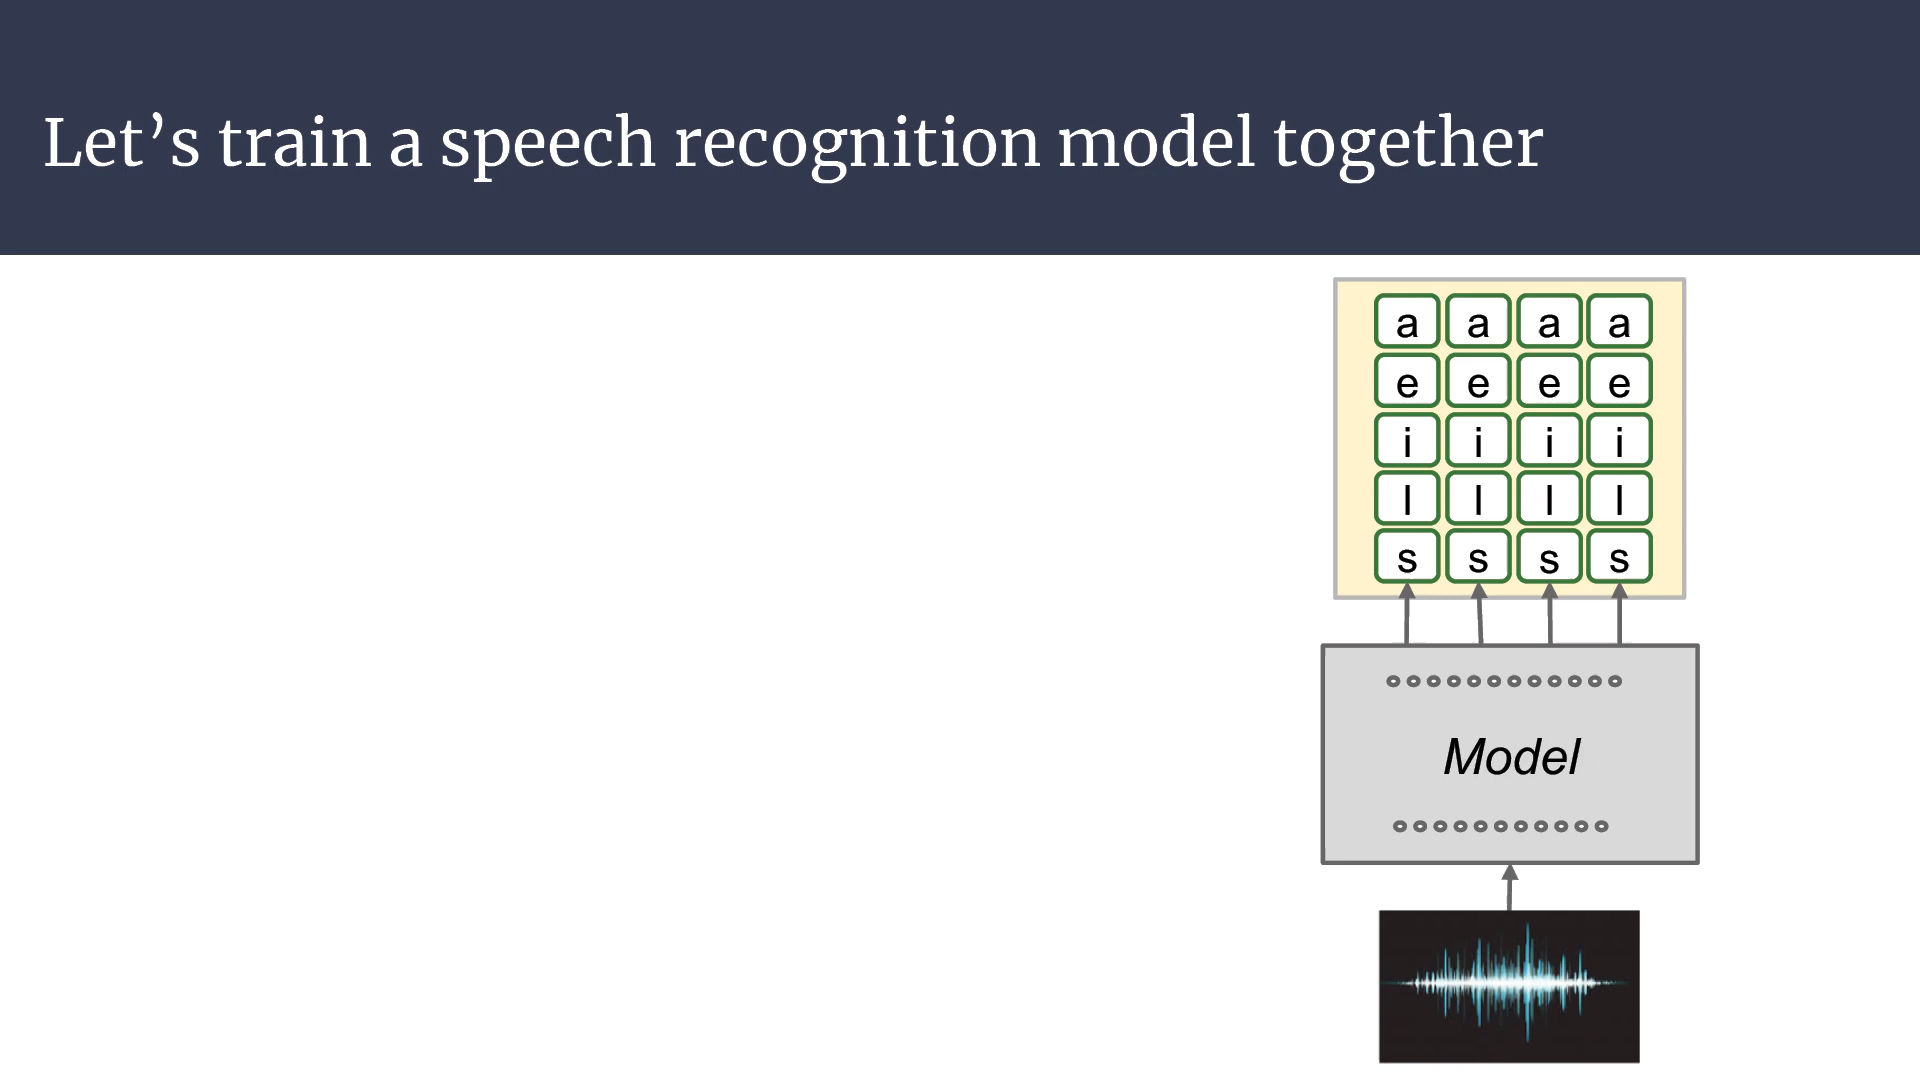 Let’s train a speech recognition model together
a a a a
e e e e
i i i i
l l l l
s s s s
Model